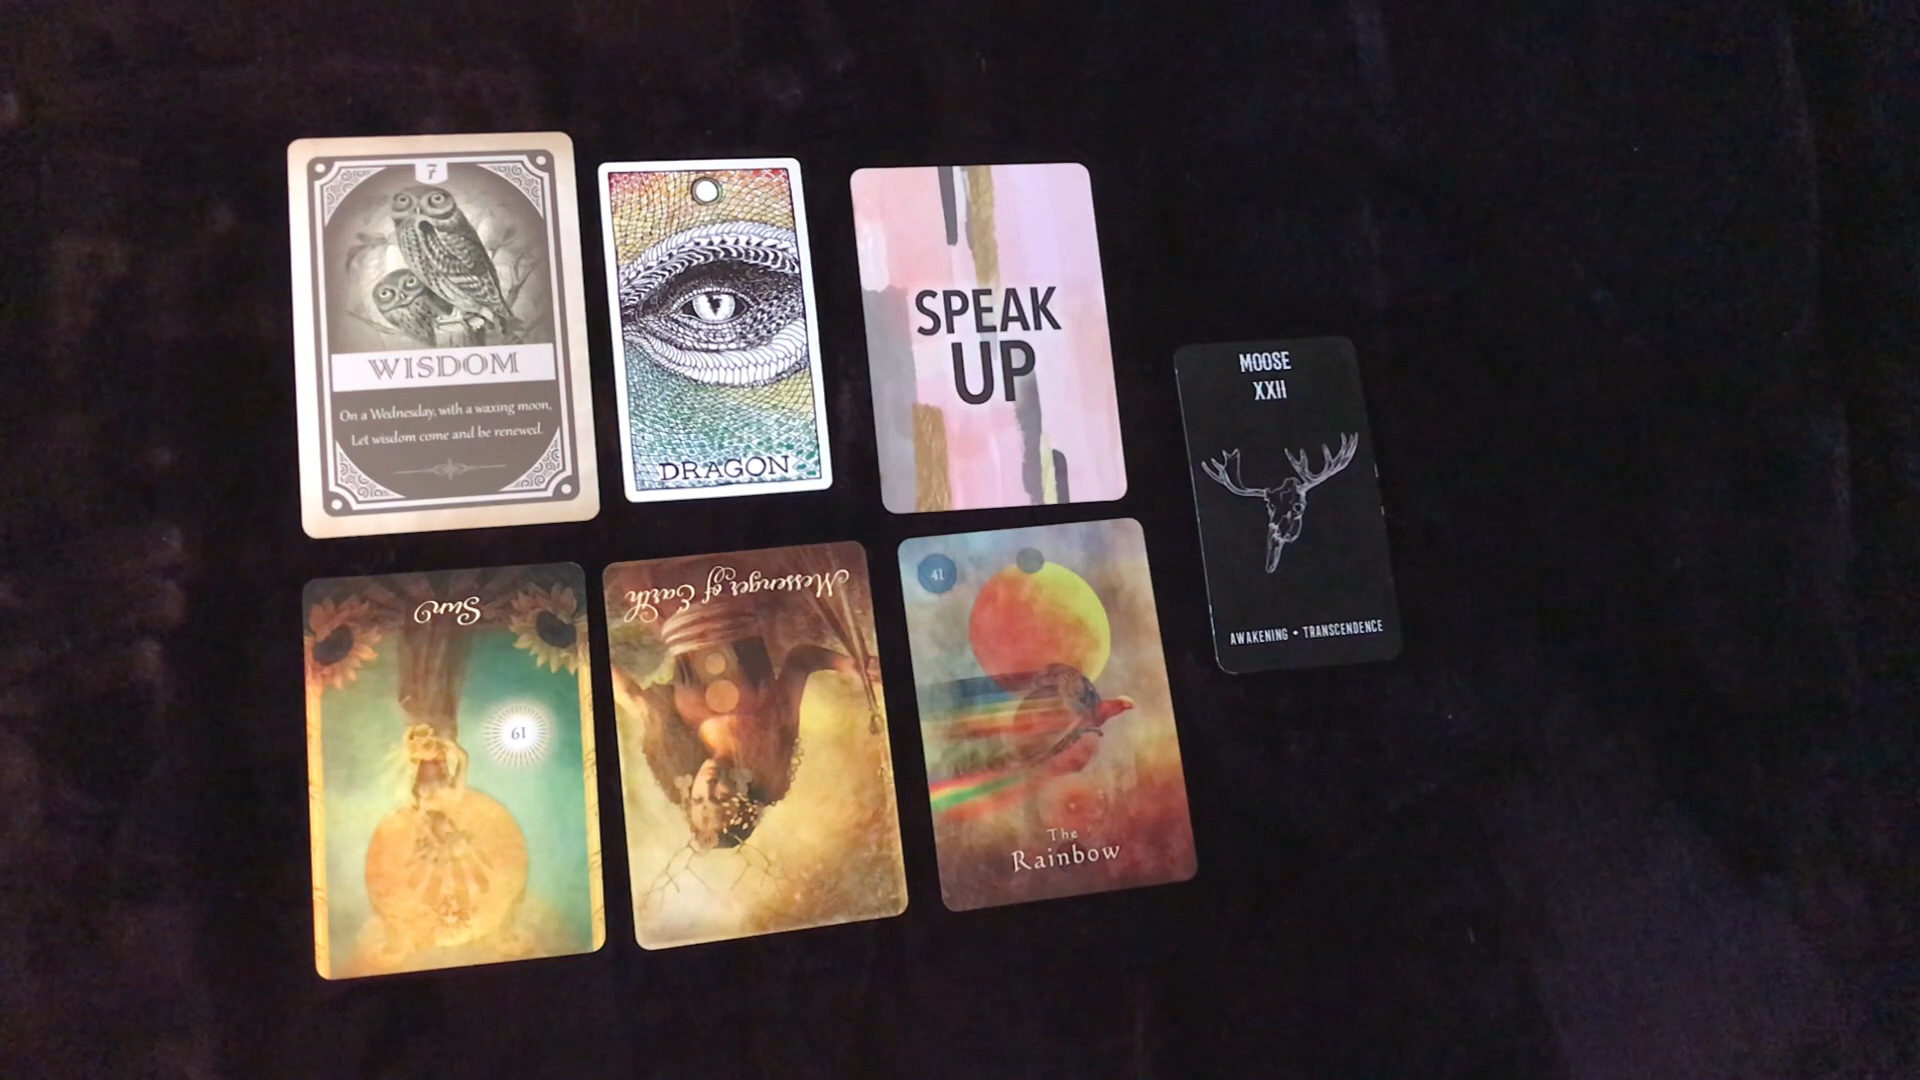 7
WISDOM
On a Wednesday, with a waxing moon,
Let wisdom come and be renewed.
DRAGON
SPEAK
UP
MOOSE
XXII
AWAKENING • TRANSCENDENCE
Sun
19
Messenger of Earth
41
The
Rainbow